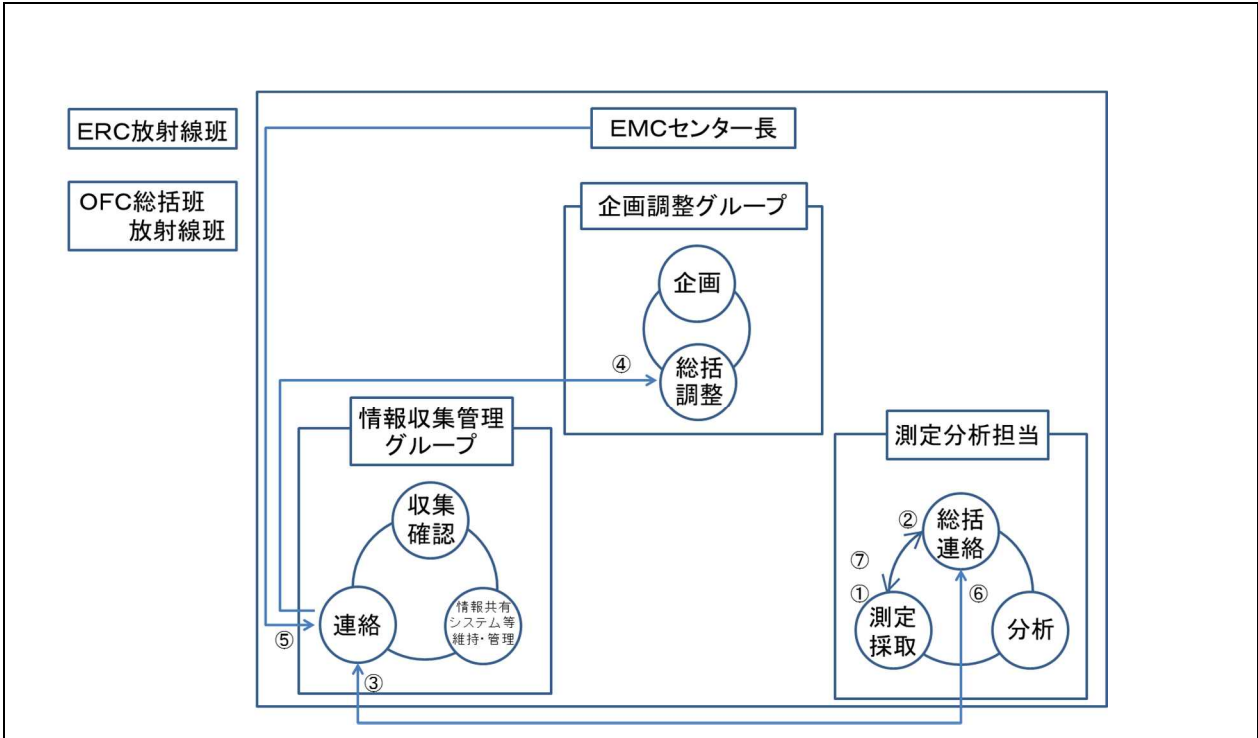 ERC放射線班
OFC総括班
放射線班
EMCセンター長
企画調整グループ
企画
総括
調整
④
情報収集管理
グループ
収集
確認
連絡
情報共有
システム等
維持・管理
⑤
③
測定分析担当
②
総括
連絡
⑦
①
⑥
測定
採取
分析